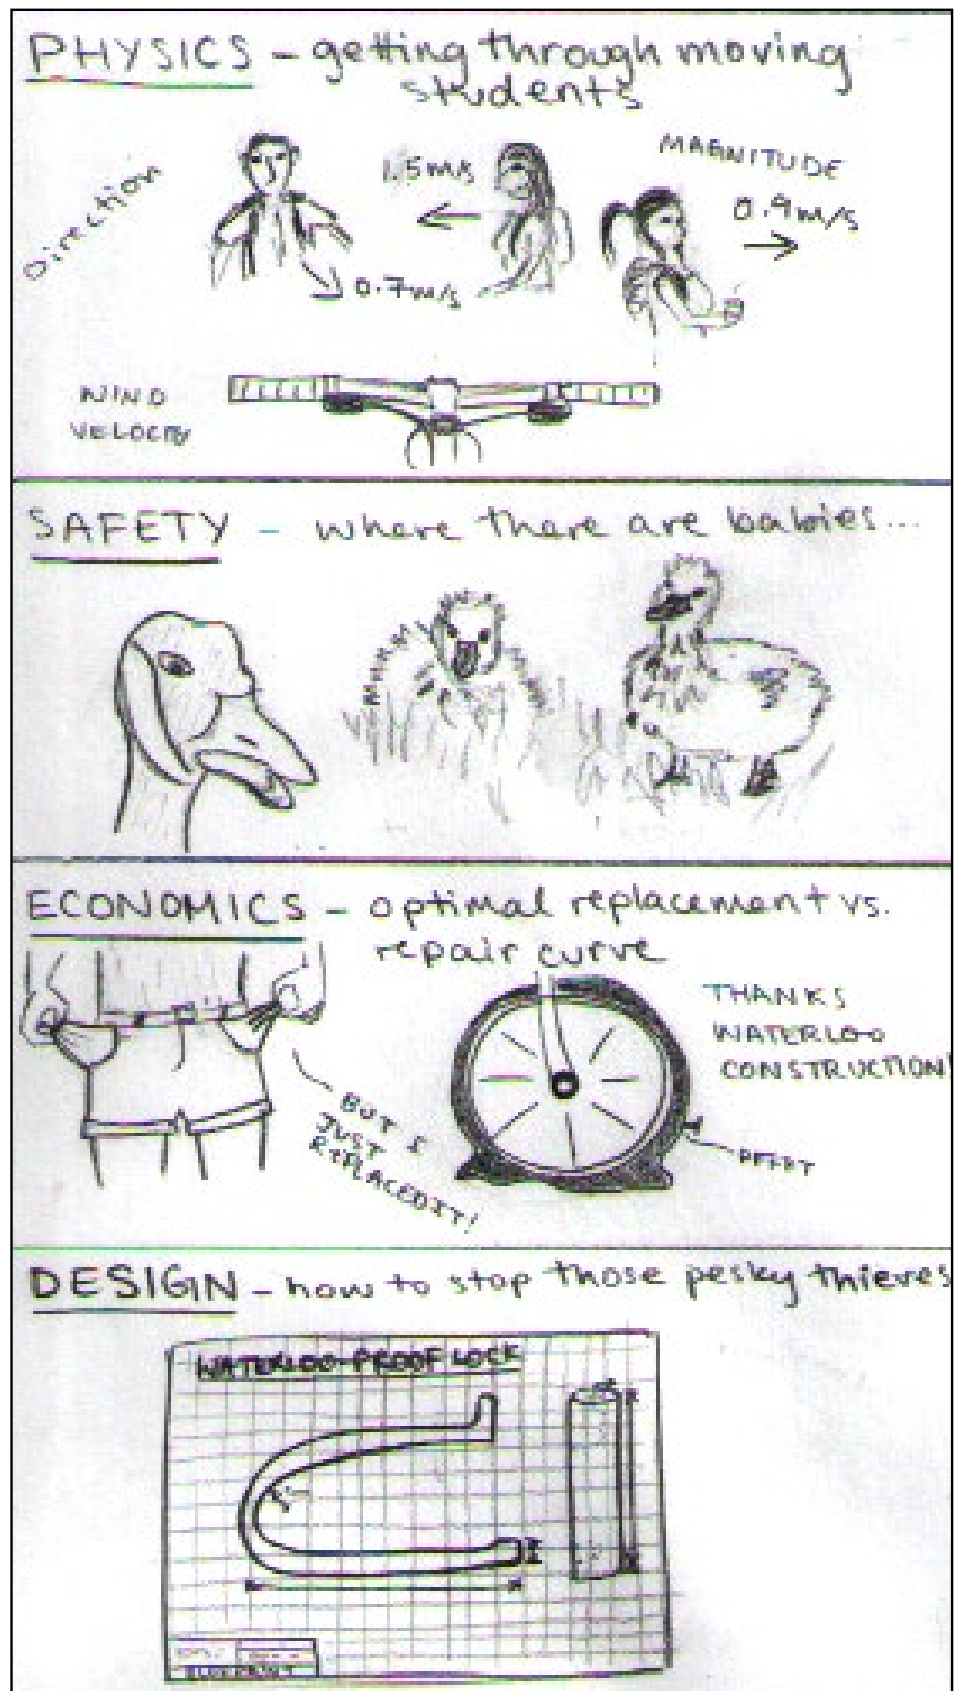 PHYSICS - getting through moving
students
Direction
1.5m/s
MAGNITUDE
0.9m/s
0.7m/s
WIND
VELOCITY
SAFETY - where there are babies...
ECONOMICS - optimal replacement vs.
repair curve
THANKS
WATERLOO
CONSTRUCTION!
BUT I
JUST
REPLACED IT!
DESIGN - how to stop those pesky thieves
WATERLOO-PROOF LOCK
BLUEPRINT